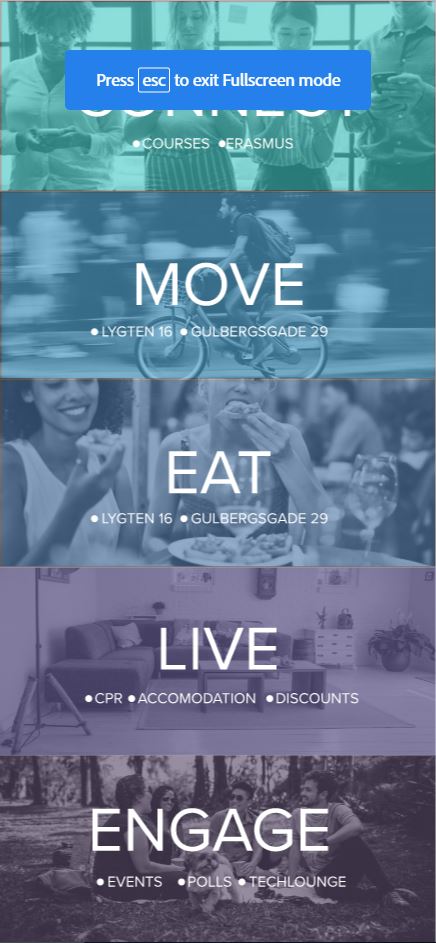 Press esc to exit Fullscreen mode
CONNECT
● COURSES ● ERASMUS
MOVE
● LYGTEN 16 ● GULBERGSGADE 29
EAT
● LYGTEN 16 ● GULBERGSGADE 29
LIVE
● CPR ● ACCOMODATION ● DISCOUNTS
ENGAGE
● EVENTS ● POLLS ● TECHLOUNGE